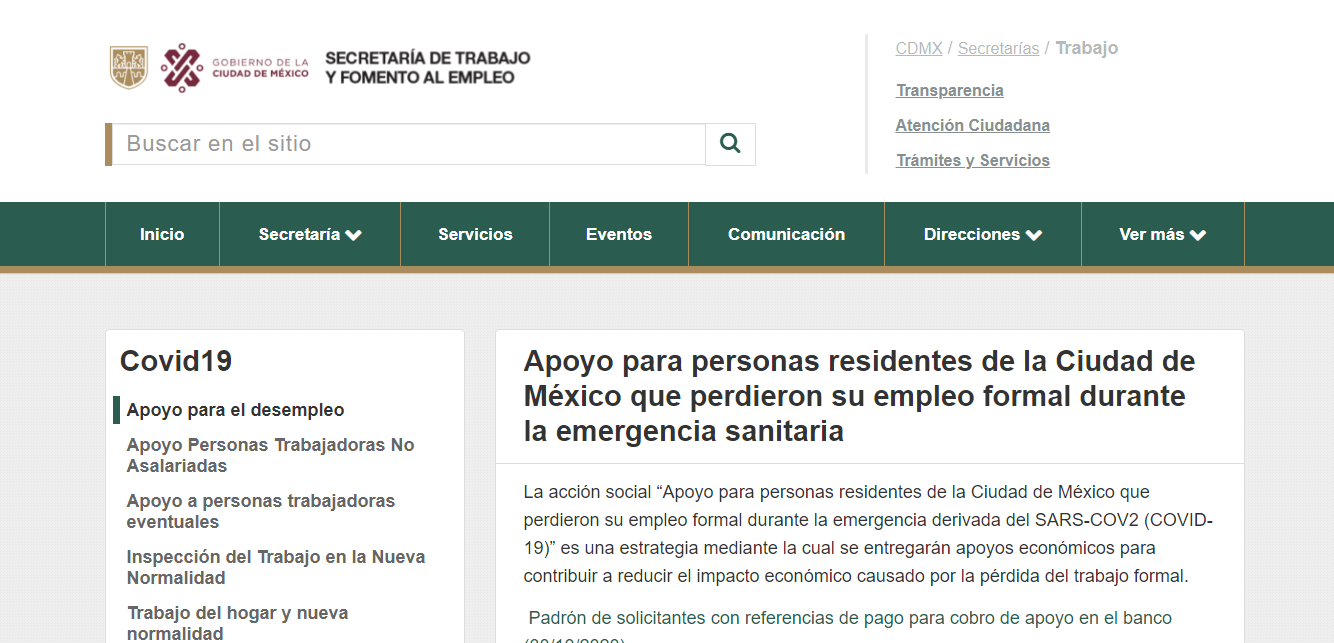 GOBIERNO DE LA
CIUDAD DE MÉXICO
SECRETARÍA DE TRABAJO
Y FOMENTO AL EMPLEO
Buscar en el sitio
CDMX / Secretarías / Trabajo
Transparencia
Atención Ciudadana
Trámites y Servicios
Inicio
Secretaría
Servicios
Eventos
Comunicación
Direcciones
Ver más
Covid19
Apoyo para el desempleo
Apoyo Personas Trabajadoras No
Asalariadas
Apoyo a personas trabajadoras
eventuales
Inspección del Trabajo en la Nueva
Normalidad
Trabajo del hogar y nueva
normalidad
Apoyo para personas residentes de la Ciudad de
México que perdieron su empleo formal durante
la emergencia sanitaria
La acción social “Apoyo para personas residentes de la Ciudad de México que
perdieron su empleo formal durante la emergencia derivada del SARS-COV2 (COVID-
19)” es una estrategia mediante la cual se entregarán apoyos económicos para
contribuir a reducir el impacto económico causado por la pérdida del trabajo formal.
Padrón de solicitantes con referencias de pago para cobro de apoyo en el banco